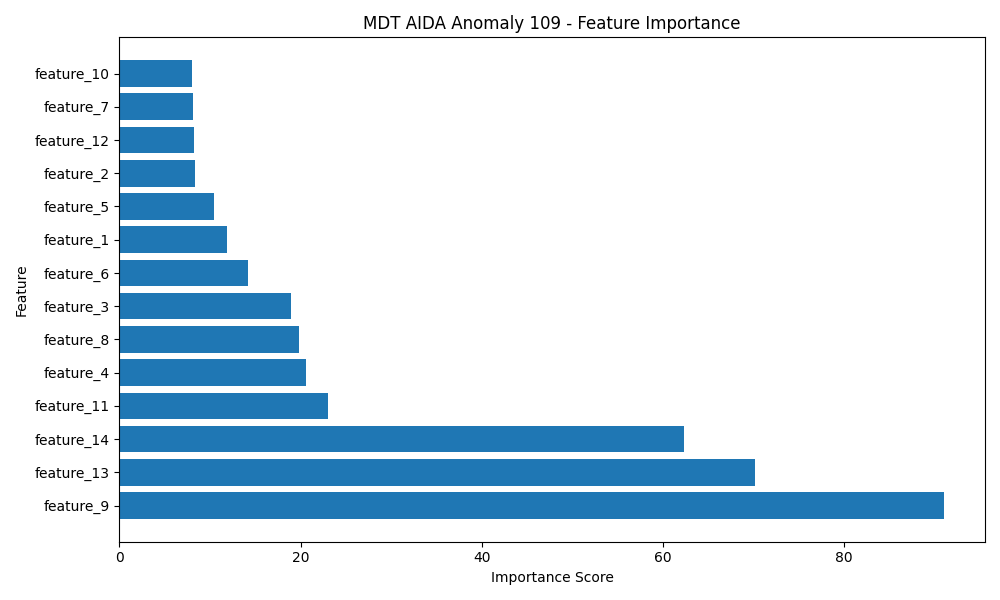 MDT AIDA Anomaly 109 - Feature Importance
feature_10
feature_7
feature_12
feature_2
feature_5
feature_1
feature_6
feature_3
feature_8
feature_4
feature_11
feature_14
feature_13
feature_9
Feature
0 20 40 60 80
Importance Score